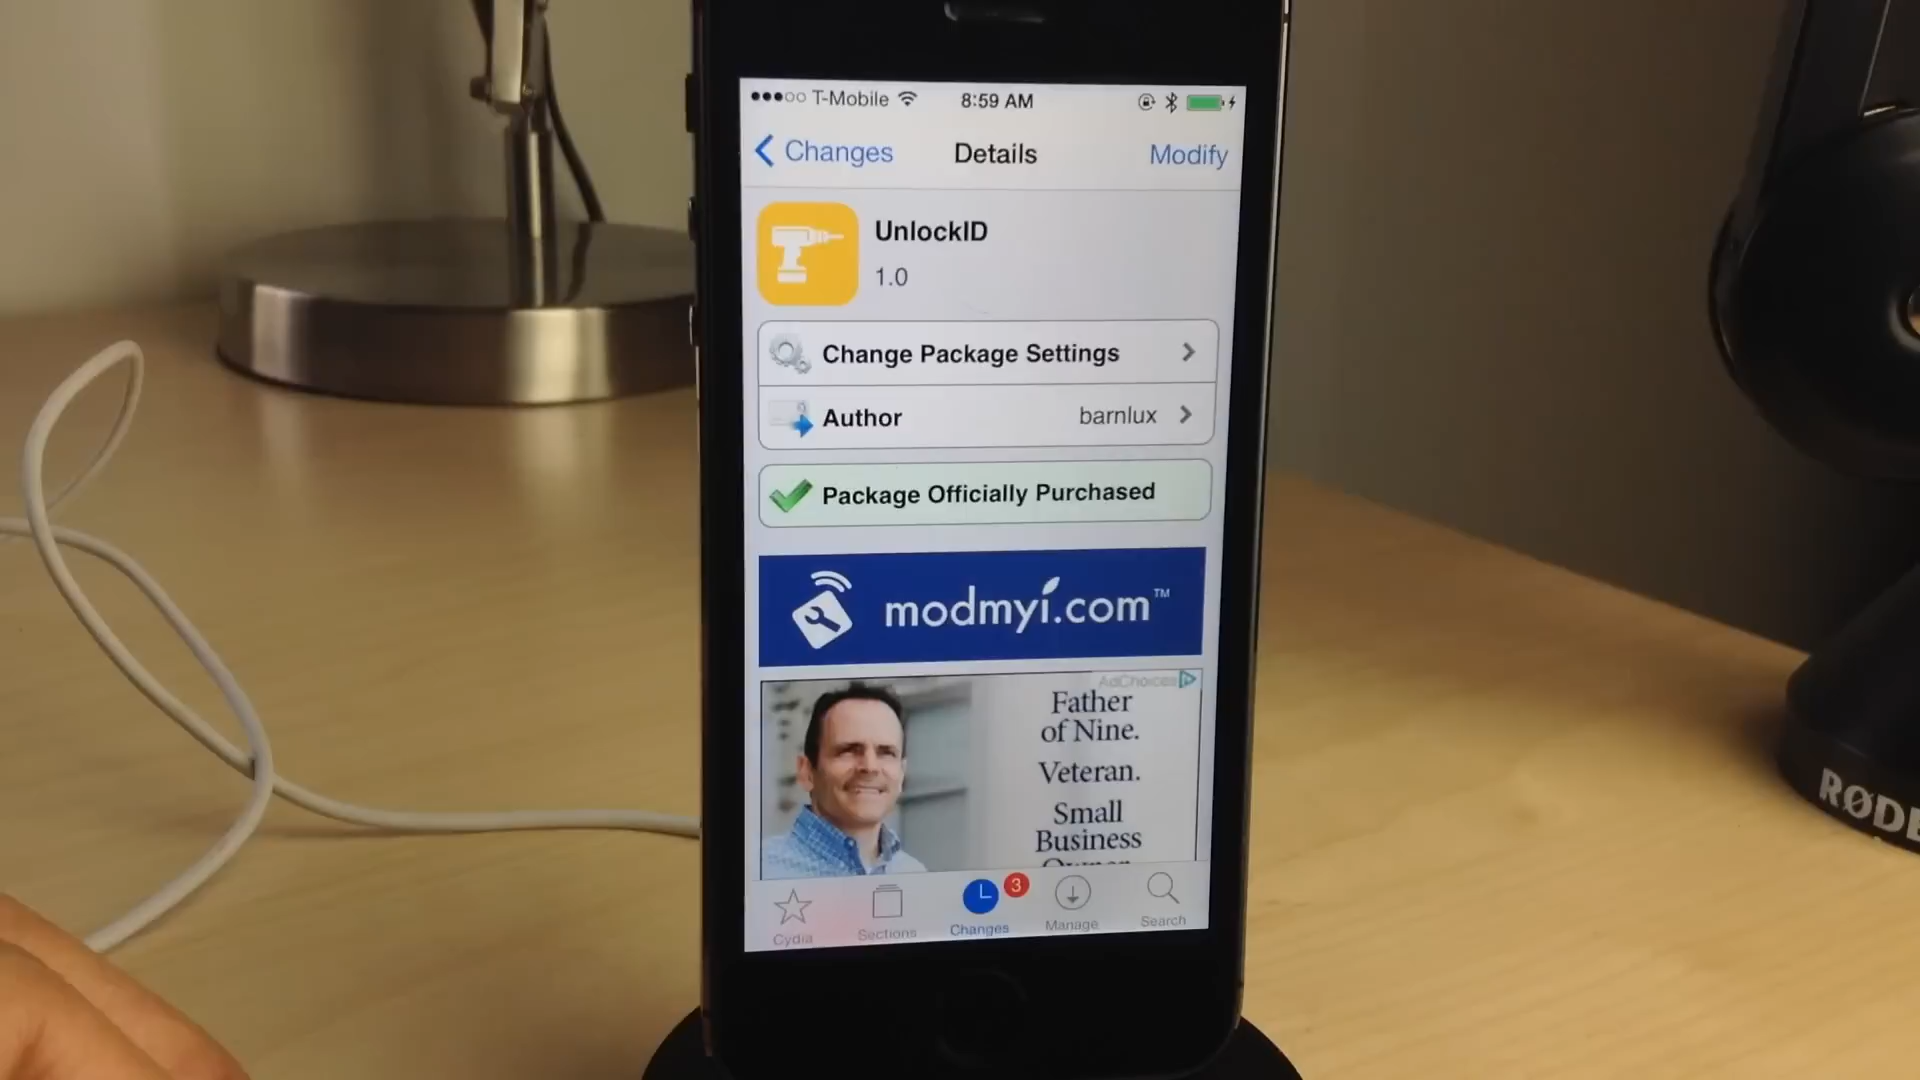 T-Mobile 8:59 AM
Changes Details Modify
UnlockID
1.0
Change Package Settings
Author barnlux
Package Officially Purchased
modmyi.com™
AdChoices
Father
of Nine.
Veteran.
Small
Business
3
Cydia Sections Changes Manage Search
RØDE